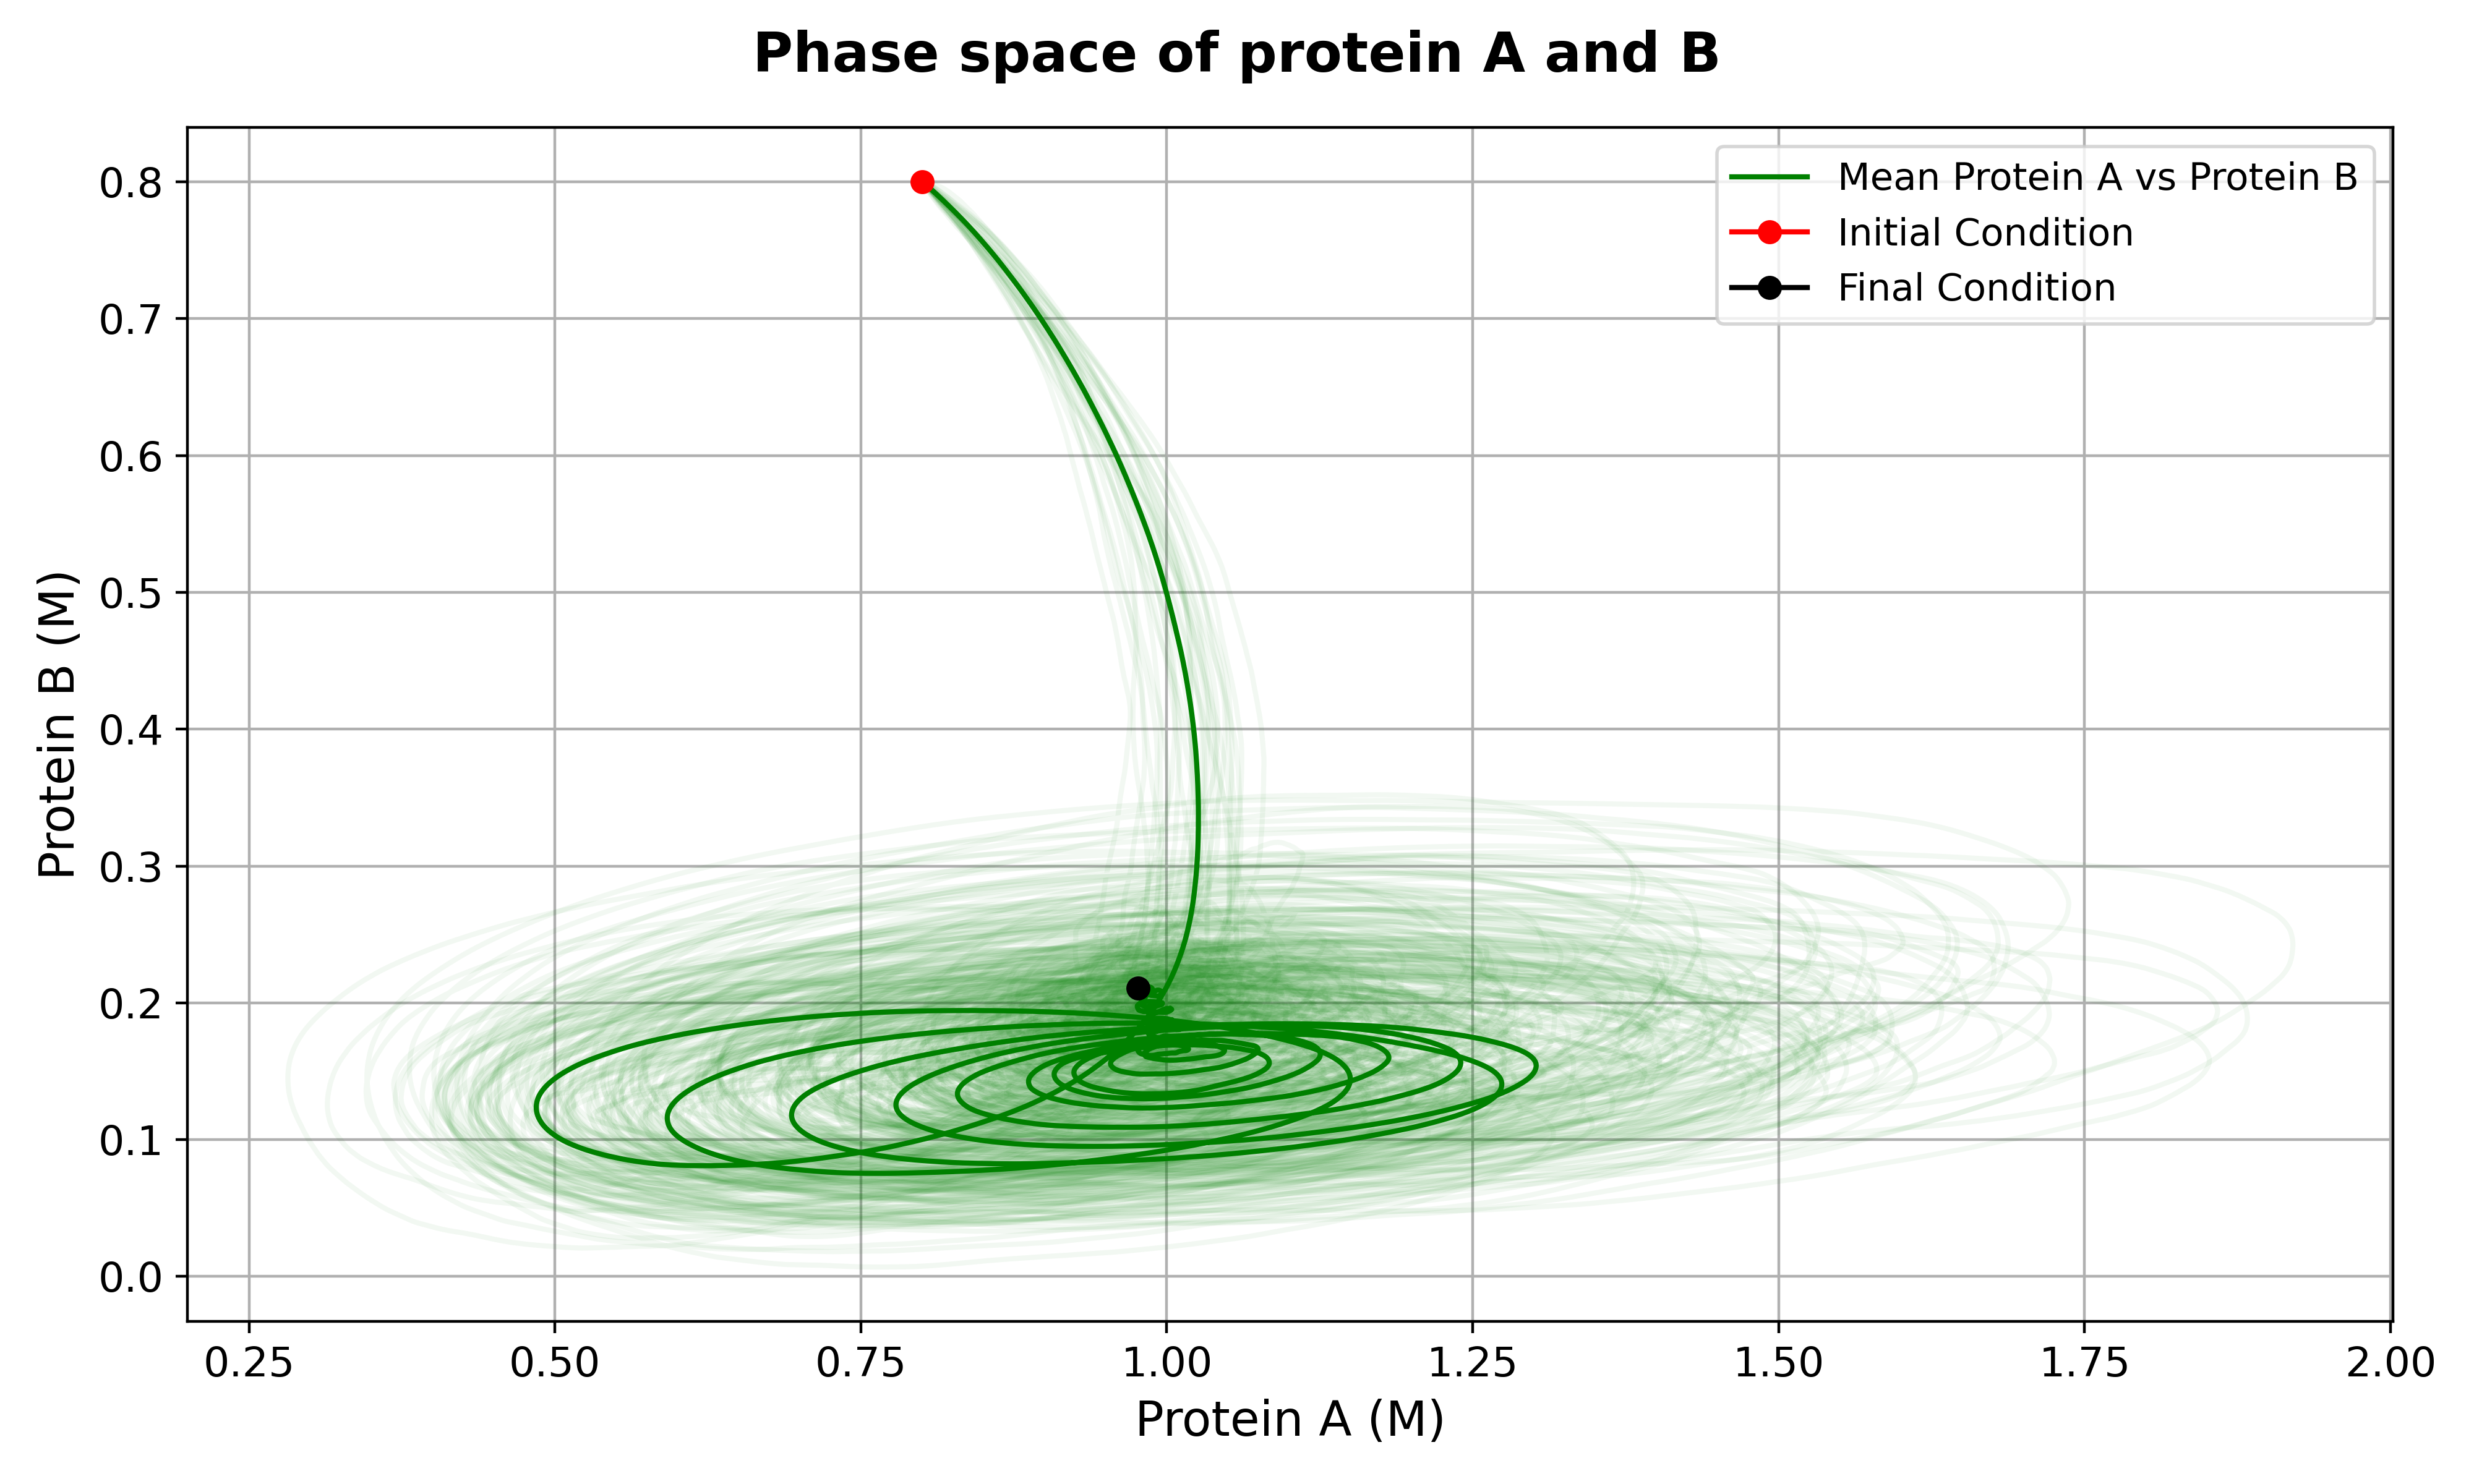 Phase space of protein A and B
Mean Protein A vs Protein B
Initial Condition
Final Condition
Protein B (M)
0.8
0.7
0.6
0.5
0.4
0.3
0.2
0.1
0.0
0.25 0.50 0.75 1.00 1.25 1.50 1.75 2.00
Protein A (M)